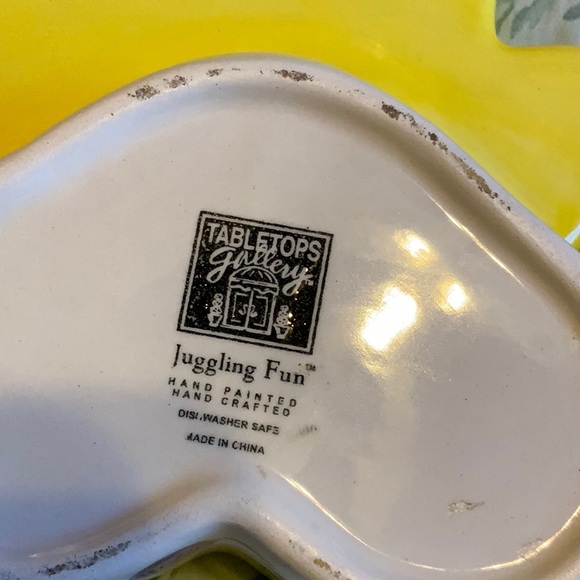 TABLETOPS
gallery
Juggling Fun™
HAND PAINTED
HAND CRAFTED
DISHWASHER SAFE
MADE IN CHINA